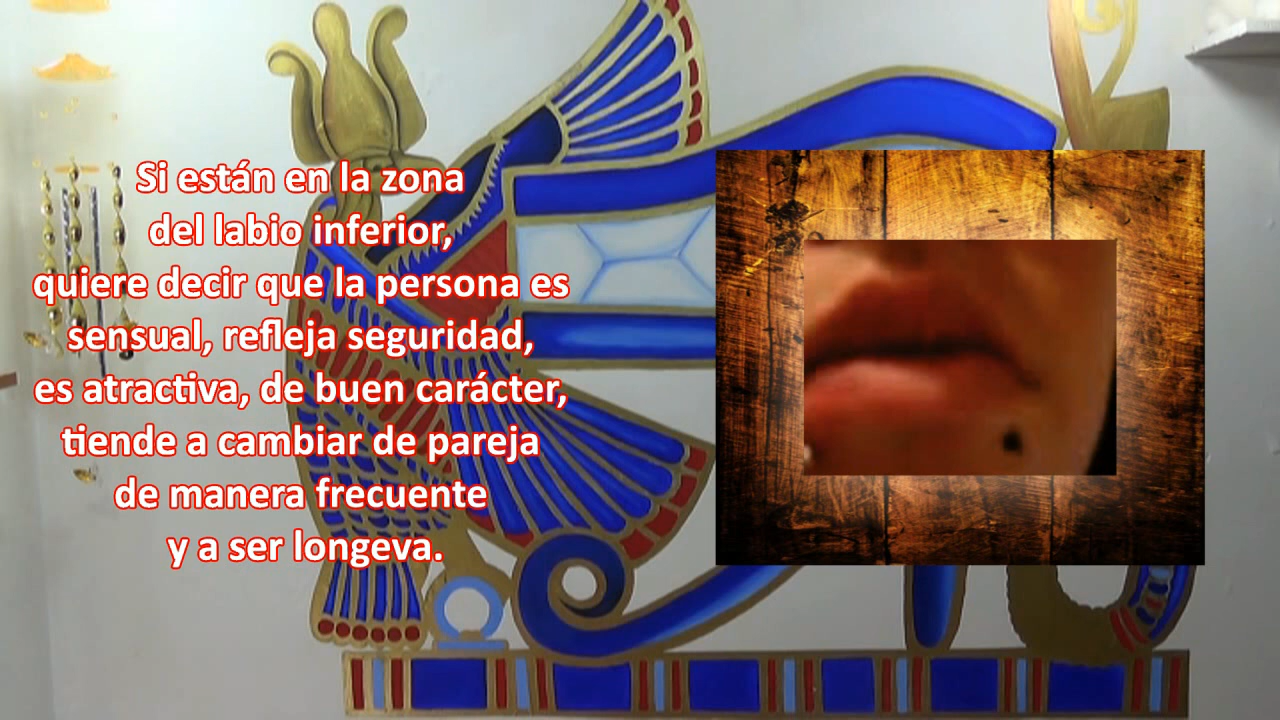 Si están en la zona
del labio inferior,
quiere decir que la persona es
sensual, refleja seguridad,
es atractiva, de buen carácter,
tiende a cambiar de pareja
de manera frecuente
y a ser longeva.